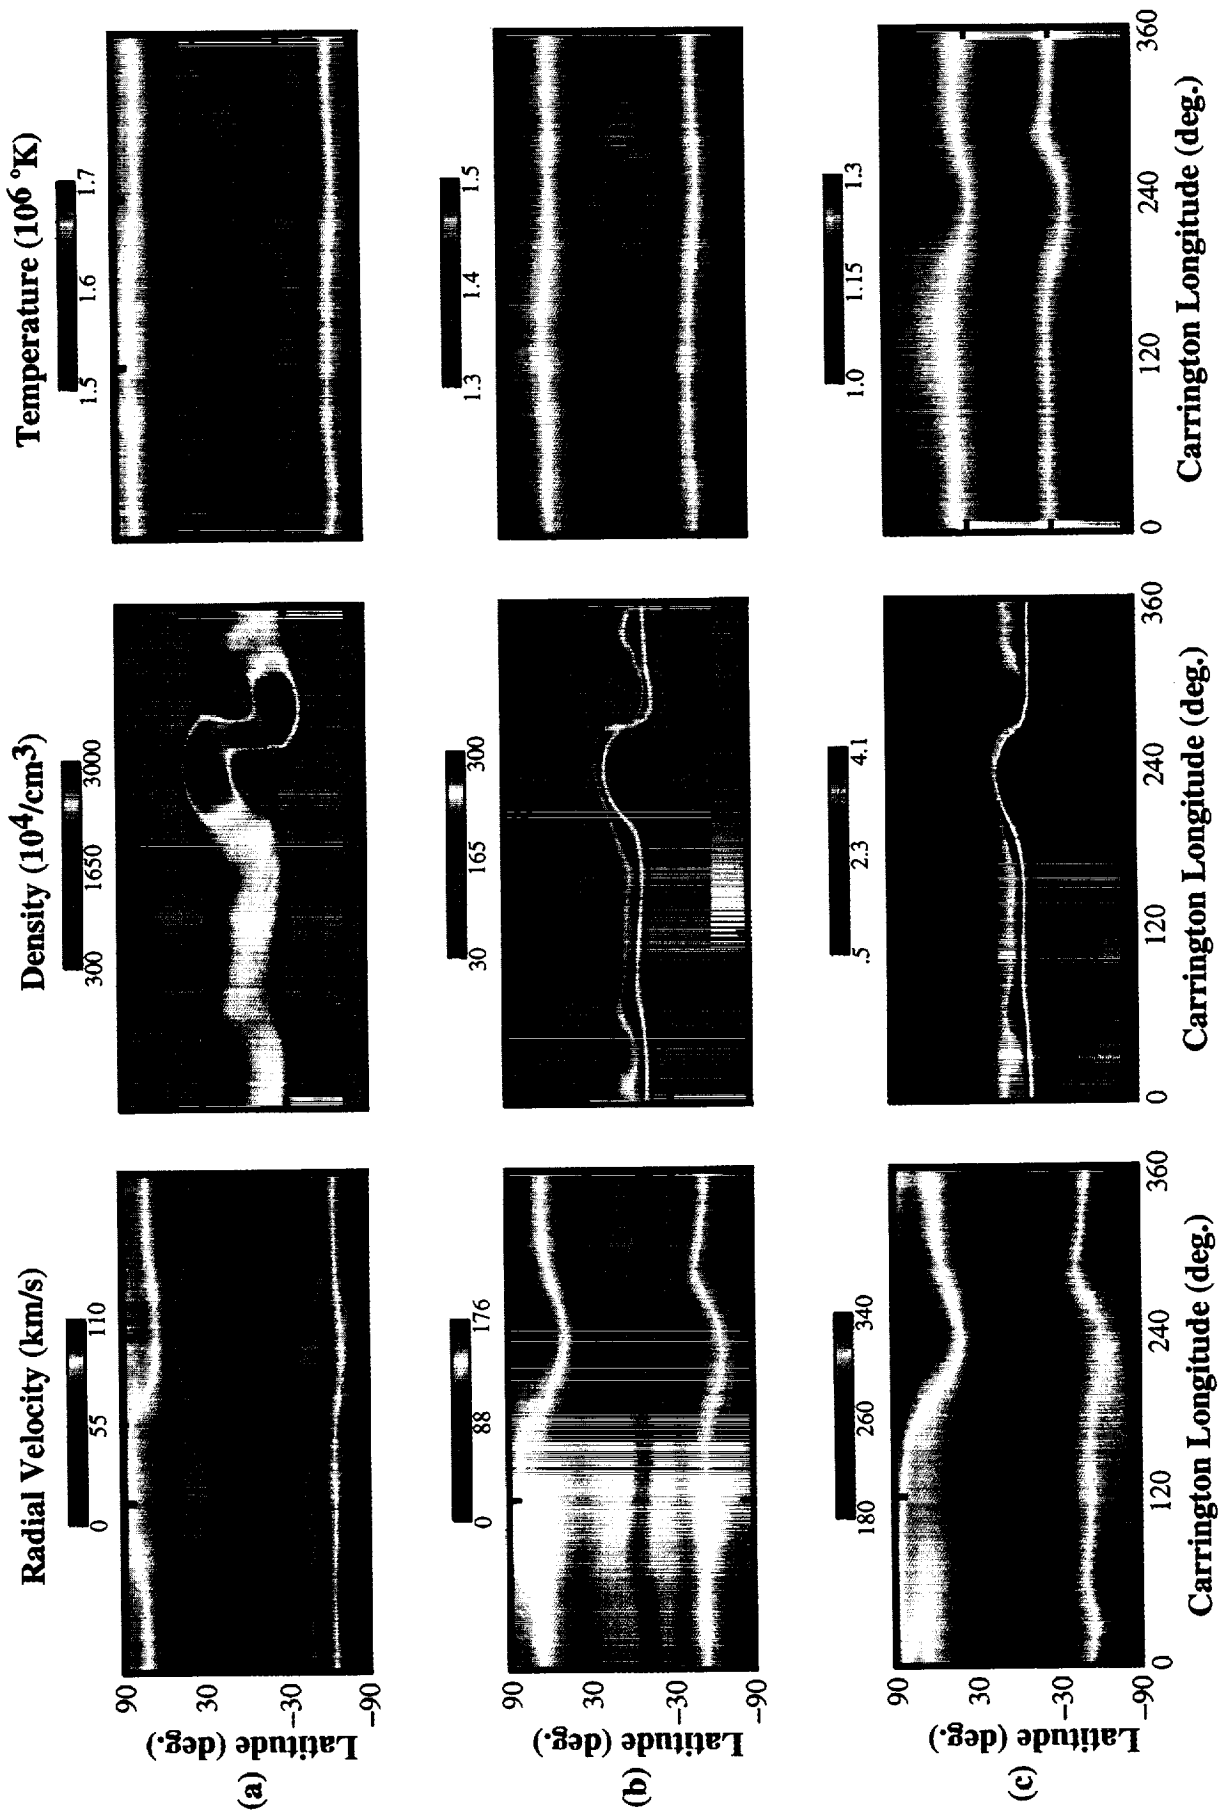 Radial Velocity (km/s)
Density (10⁴/cm³)
Temperature (10⁶ °K)
0 55 110
300 1650 3000
1.5 1.6 1.7
(a)
Latitude (deg.)
90
30
-30
-90
0 88 176
30 165 300
1.3 1.4 1.5
(b)
Latitude (deg.)
90
30
-30
-90
180 260 340
.5 2.3 4.1
1.0 1.15 1.3
(c)
Latitude (deg.)
90
30
-30
-90
0 120 240 360
0 120 240 360
0 120 240 360
Carrington Longitude (deg.)
Carrington Longitude (deg.)
Carrington Longitude (deg.)